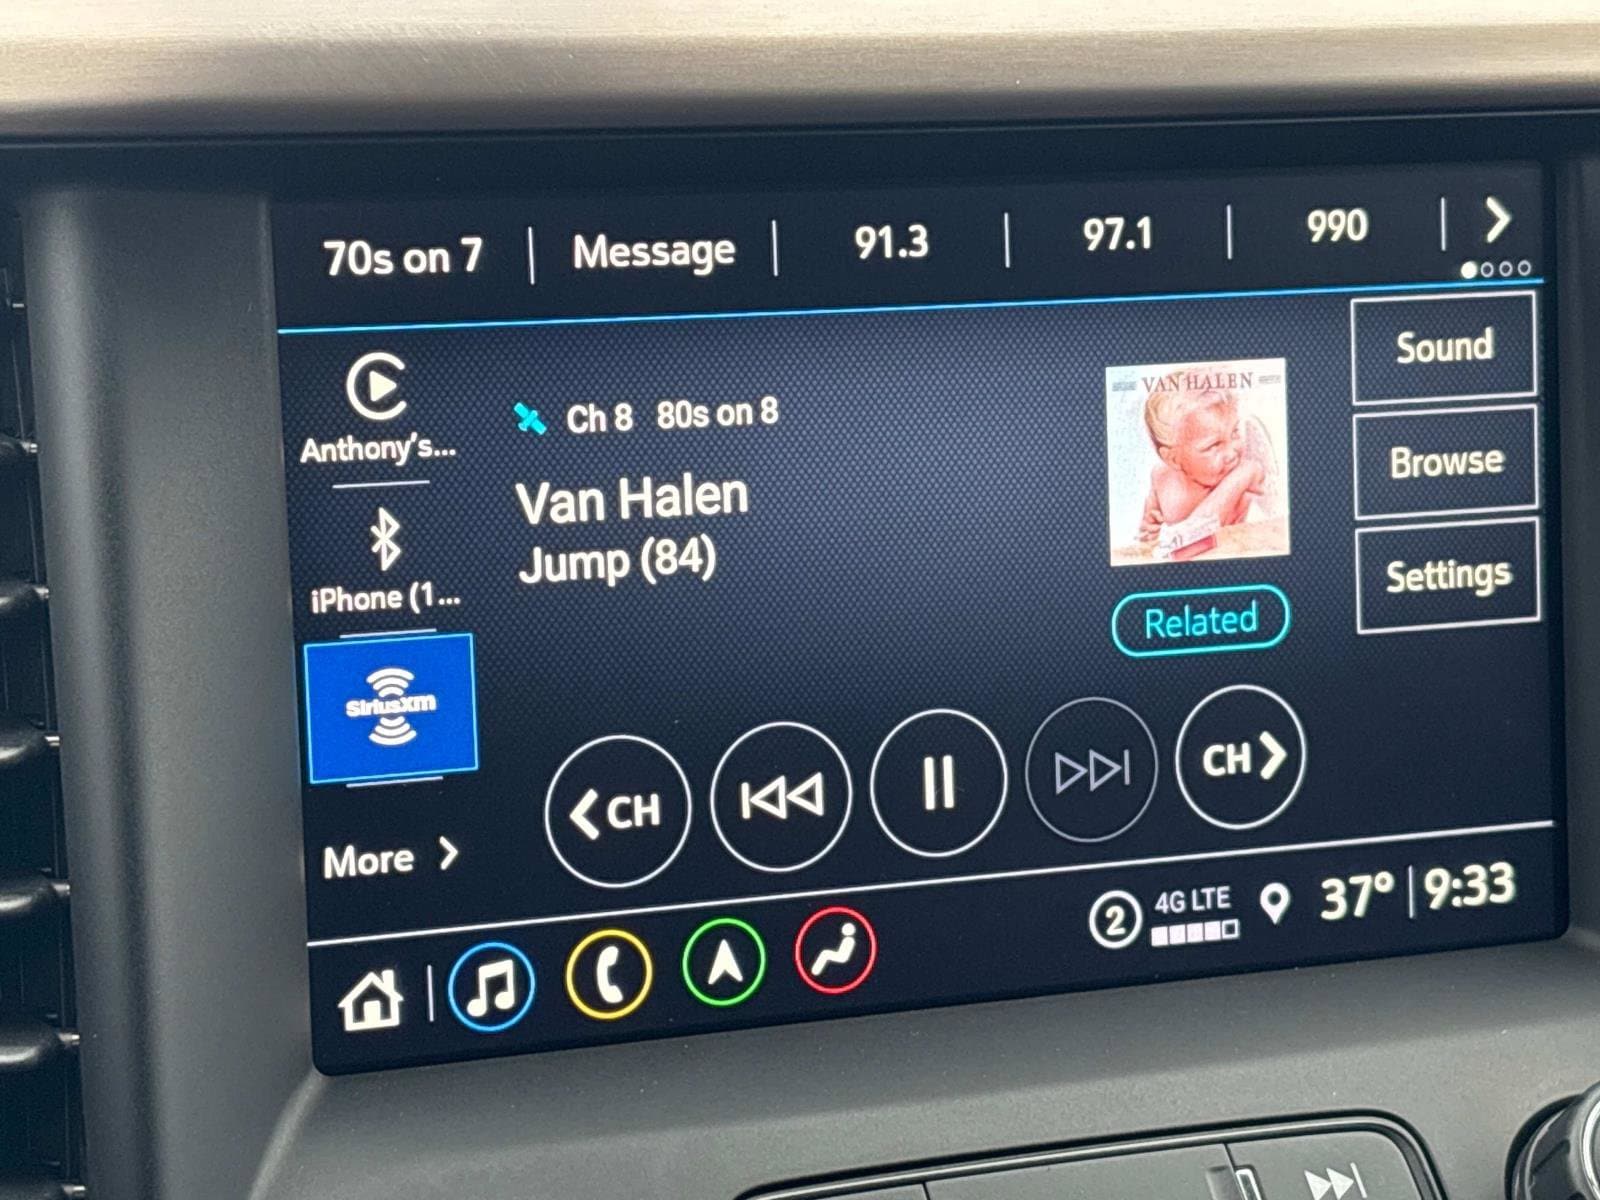 70s on 7
Message
91.3
97.1
990
Anthony's...
iPhone (1...
SiriusXm
More
Ch 8 80s on 8
Van Halen
Jump (84)
VAN HALEN
Related
Sound
Browse
Settings
CH
CH
2
4G LTE
37°
9:33